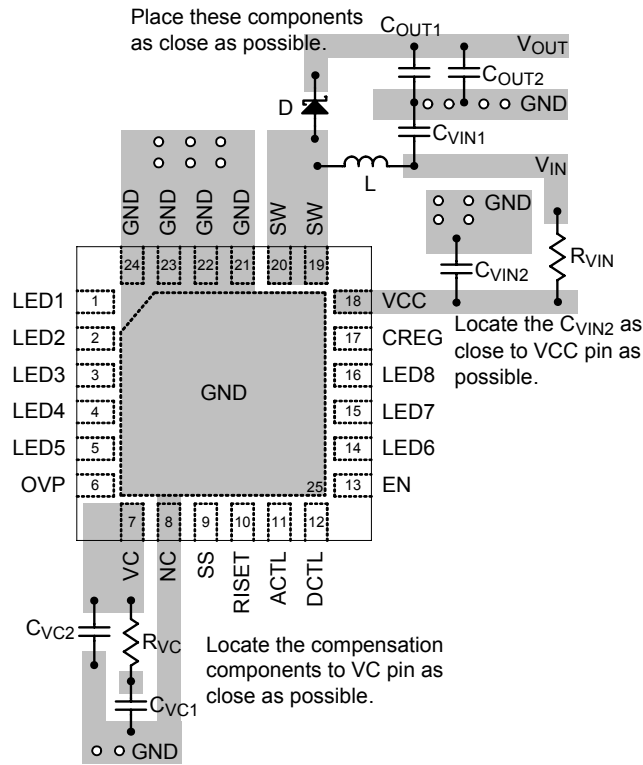 Place these components
as close as possible.
COUT1
VOUT
COUT2
D
GND
CVIN1
L
VIN
GND
GND
GND
GND
SW
SW
GND
RVIN
CVIN2
24
23
22
21
20
19
LED1
1
18
VCC
Locate the CVIN2 as
close to VCC pin as
possible.
LED2
2
17
CREG
LED3
3
16
LED8
GND
LED4
4
15
LED7
LED5
5
14
LED6
OVP
6
25
13
EN
7
8
9
10
11
12
VC
NC
SS
RISET
ACTL
DCTL
CVC2
RVC
Locate the compensation
components to VC pin as
close as possible.
CVC1
GND